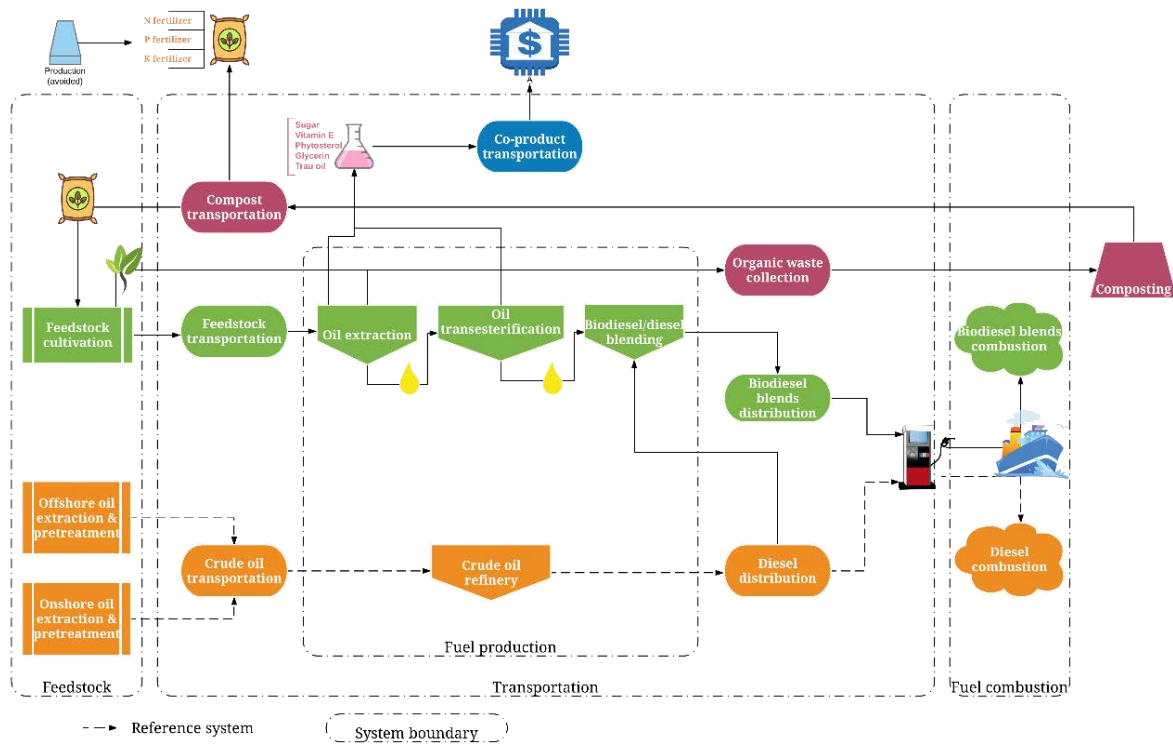 N fertilizer
P fertilizer
K fertilizer
Production
(avoided)
$
Sugar
Vitamin E
Phytosterol
Glycerin
Trau oil
Co-product
transportation
Compost
transportation
Organic waste
collection
Composting
Feedstock
cultivation
Feedstock
transportation
Oil extraction
Oil
transesterification
Biodiesel/diesel
blending
Biodiesel blends
combustion
Biodiesel
blends
distribution
Offshore oil
extraction &
pretreatment
Crude oil
transportation
Crude oil
refinery
Diesel
distribution
Diesel
combustion
Onshore oil
extraction &
pretreatment
Fuel production
Feedstock
Transportation
Fuel combustion
Reference system
System boundary